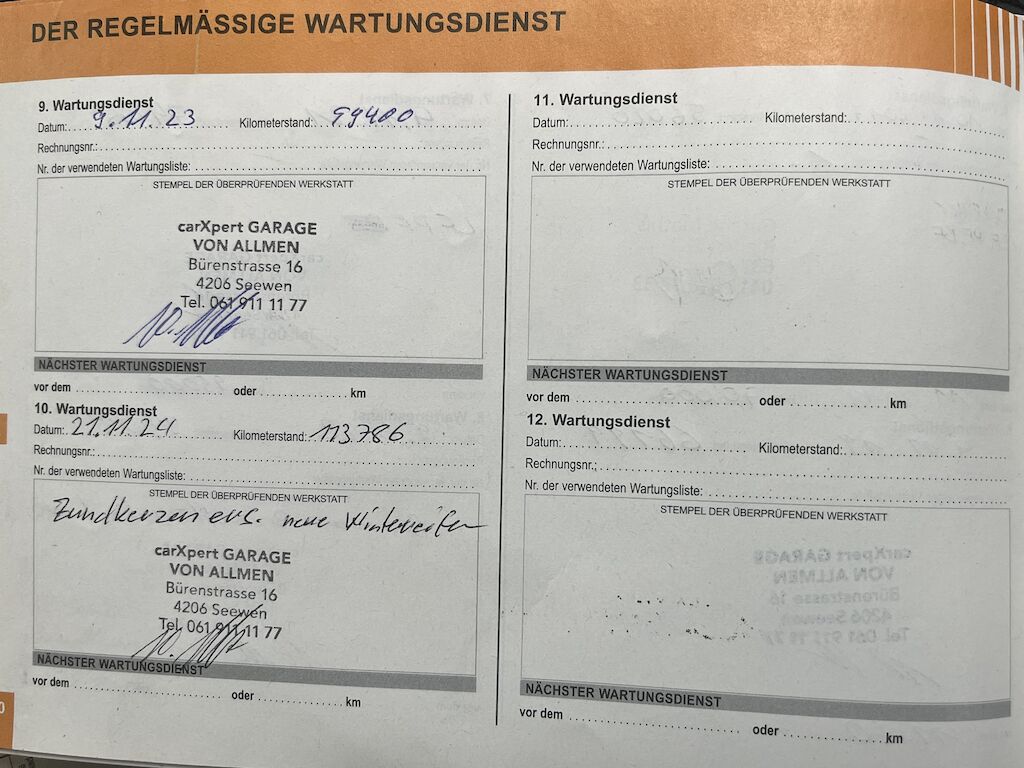 DER REGELMÄSSIGE WARTUNGSDIENST
9. Wartungsdienst
Datum: 9.11.23 Kilometerstand: 99400
Rechnungsnr.:
Nr. der verwendeten Wartungsliste:
STEMPEL DER ÜBERPRÜFENDEN WERKSTATT
carXpert GARAGE
VON ALLMEN
Bürenstrasse 16
4206 Seewen
Tel. 061 911 11 77
NÄCHSTER WARTUNGSDIENST
vor dem oder km
10. Wartungsdienst
Datum: 21.11.24 Kilometerstand: 113786
Rechnungsnr.:
Nr. der verwendeten Wartungsliste:
STEMPEL DER ÜBERPRÜFENDEN WERKSTATT
Zündkerzen ers. neue Winterreifen
carXpert GARAGE
VON ALLMEN
Bürenstrasse 16
4206 Seewen
Tel. 061 911 11 77
NÄCHSTER WARTUNGSDIENST
vor dem oder km
11. Wartungsdienst
Datum: Kilometerstand:
Rechnungsnr.:
Nr. der verwendeten Wartungsliste:
STEMPEL DER ÜBERPRÜFENDEN WERKSTATT
NÄCHSTER WARTUNGSDIENST
vor dem oder km
12. Wartungsdienst
Datum: Kilometerstand:
Rechnungsnr.:
Nr. der verwendeten Wartungsliste:
STEMPEL DER ÜBERPRÜFENDEN WERKSTATT
NÄCHSTER WARTUNGSDIENST
vor dem oder km
0